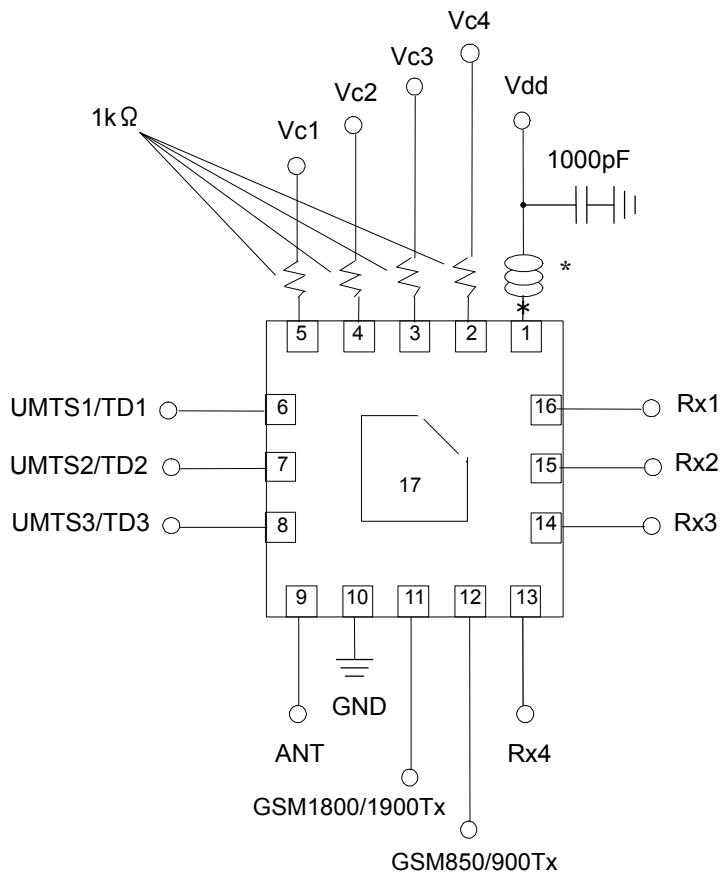 Vc4
Vc3
Vc2
Vdd
1kΩ
Vc1
1000pF
*
*
5 4 3 2 1
UMTS1/TD1 6 16 Rx1
UMTS2/TD2 7 15 Rx2
17
UMTS3/TD3 8 14 Rx3
9 10 11 12 13
GND
ANT
Rx4
GSM1800/1900Tx
GSM850/900Tx